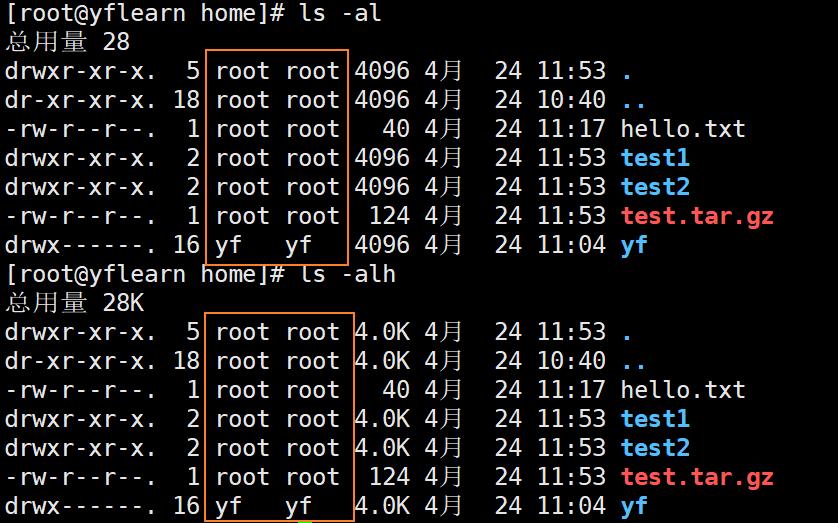 [root@yflearn home]# ls -al
总用量 28
drwxr-xr-x.  5 root root 4096 4月  24 11:53 .
dr-xr-xr-x. 18 root root 4096 4月  24 10:40 ..
-rw-r--r--.  1 root root   40 4月  24 11:17 hello.txt
drwxr-xr-x.  2 root root 4096 4月  24 11:53 test1
drwxr-xr-x.  2 root root 4096 4月  24 11:53 test2
-rw-r--r--.  1 root root  124 4月  24 11:53 test.tar.gz
drwx------. 16 yf   yf   4096 4月  24 11:04 yf
[root@yflearn home]# ls -alh
总用量 28K
drwxr-xr-x.  5 root root 4.0K 4月  24 11:53 .
dr-xr-xr-x. 18 root root 4.0K 4月  24 10:40 ..
-rw-r--r--.  1 root root   40 4月  24 11:17 hello.txt
drwxr-xr-x.  2 root root 4.0K 4月  24 11:53 test1
drwxr-xr-x.  2 root root 4.0K 4月  24 11:53 test2
-rw-r--r--.  1 root root  124 4月  24 11:53 test.tar.gz
drwx------. 16 yf   yf   4.0K 4月  24 11:04 yf